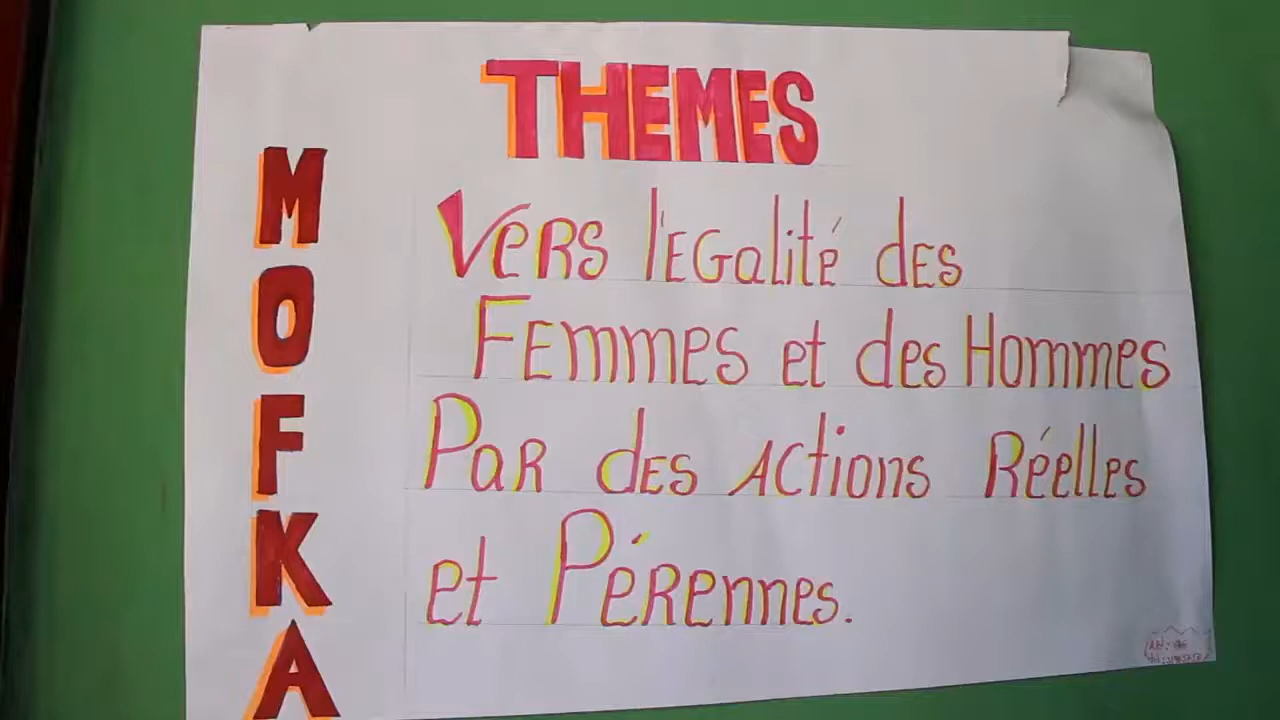 THEMES
MOFKA
Vers l'EGalité des
Femmes et des Hommes
Par des Actions Réelles
et Pérennes.